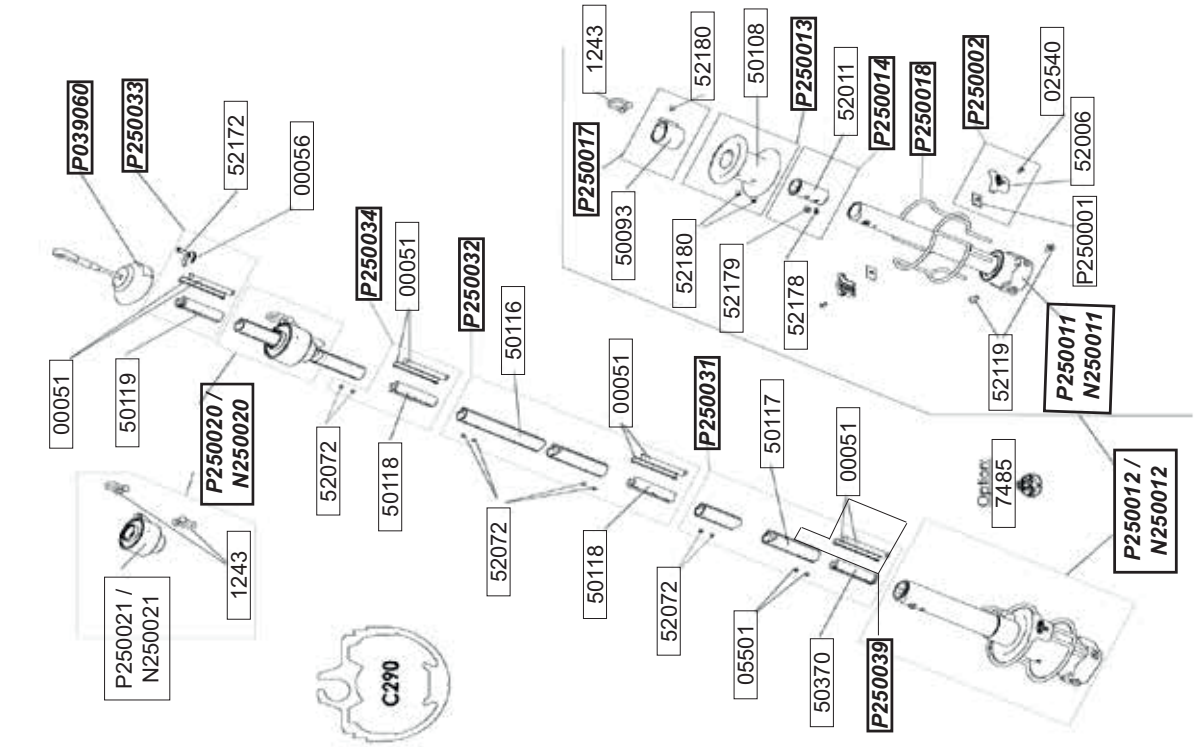 P039060
P250033
52172
00056
00051
50119
P250020 /
N250020
P250034
00051
P250032
50116
52072
50118
52072
00051
50118
P250031
50117
00051
52072
05501
50370
P250039
P250021 /
N250021
1243
C290
1243
52180
50108
P250013
52011
P250014
P250018
P250002
02540
52006
P250017
50093
52180
52179
52178
P250001
52119
P250011
N250011
Option:
7485
P250012 /
N250012